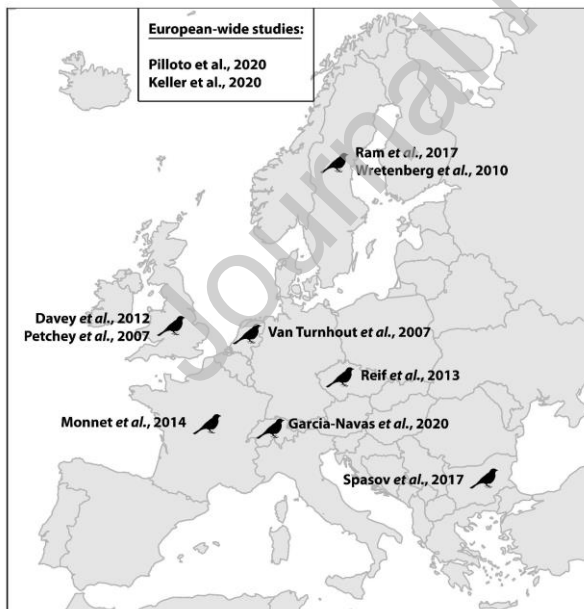 European-wide studies:
Pilloto et al., 2020
Keller et al., 2020
Ram et al., 2017
Wretenberg et al., 2010
Davey et al., 2012
Petchey et al., 2007
Van Turnhout et al., 2007
Reif et al., 2013
Monnet et al., 2014
Garcia-Navas et al., 2020
Spasov et al., 2017
Journal